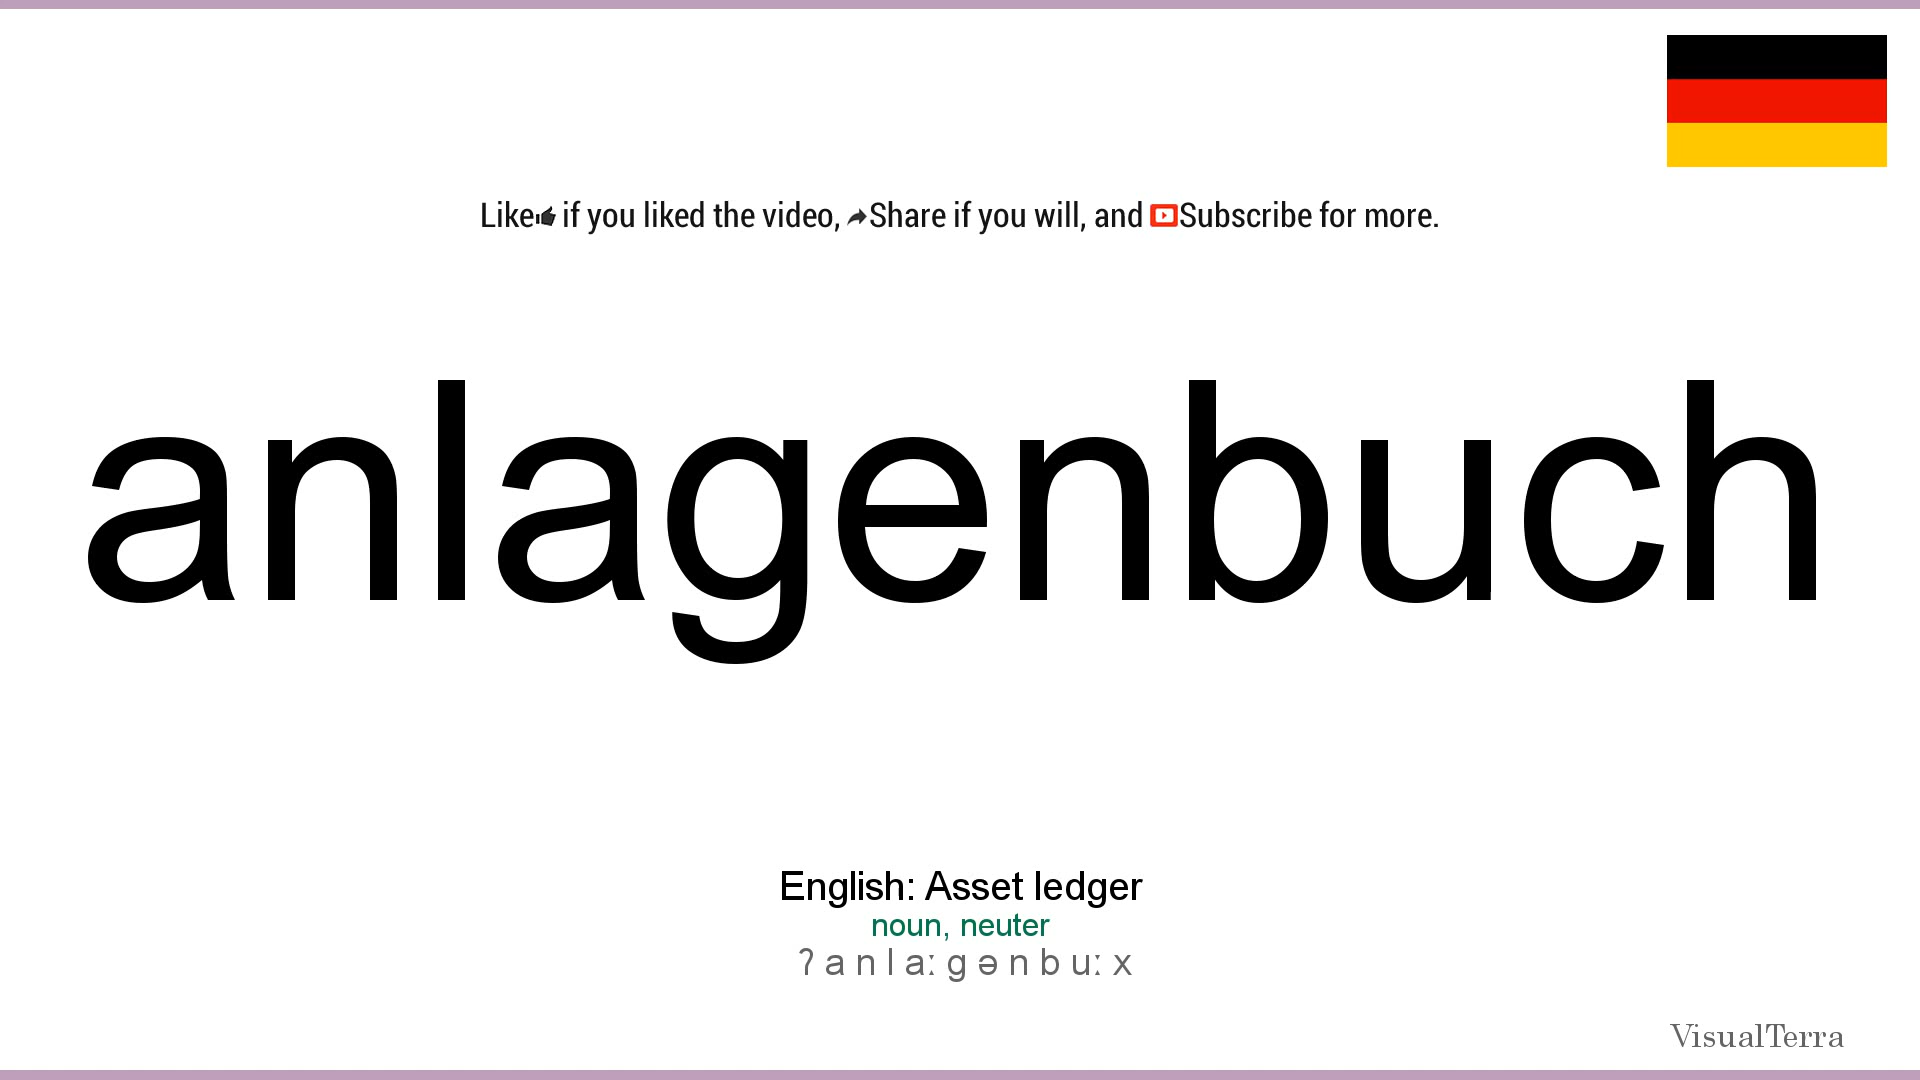 Like if you liked the video, Share if you will, and Subscribe for more.
anlagenbuch
English: Asset ledger
noun, neuter
ʔ a n l aː ɡ ə n b uː x
VisualTerra